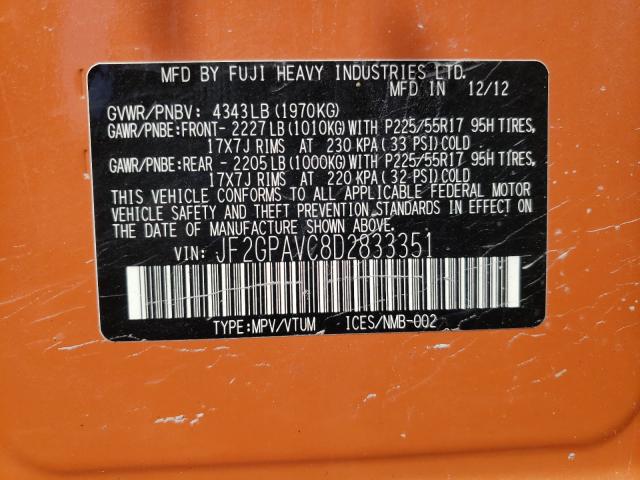 MFD BY FUJI HEAVY INDUSTRIES LTD.
MFD IN 12/12
GVWR/PNBV: 4343LB(1970KG)
GAWR/PNBE:FRONT- 2227LB(1010KG)WITH P225/55R17 95H TIRES,
17X7J RIMS AT 230 KPA(33 PSI)COLD
GAWR/PNBE:REAR - 2205LB(1000KG)WITH P225/55R17 95H TIRES,
17X7J RIMS AT 220 KPA(32 PSI)COLD
THIS VEHICLE CONFORMS TO ALL APPLICABLE FEDERAL MOTOR
VEHICLE SAFETY AND THEFT PREVENTION STANDARDS IN EFFECT ON
THE DATE OF MANUFACTURE SHOWN ABOVE.
VIN: JF2GPAVC8D2833351
TYPE:MPV/VTUM ICES/NMB-002